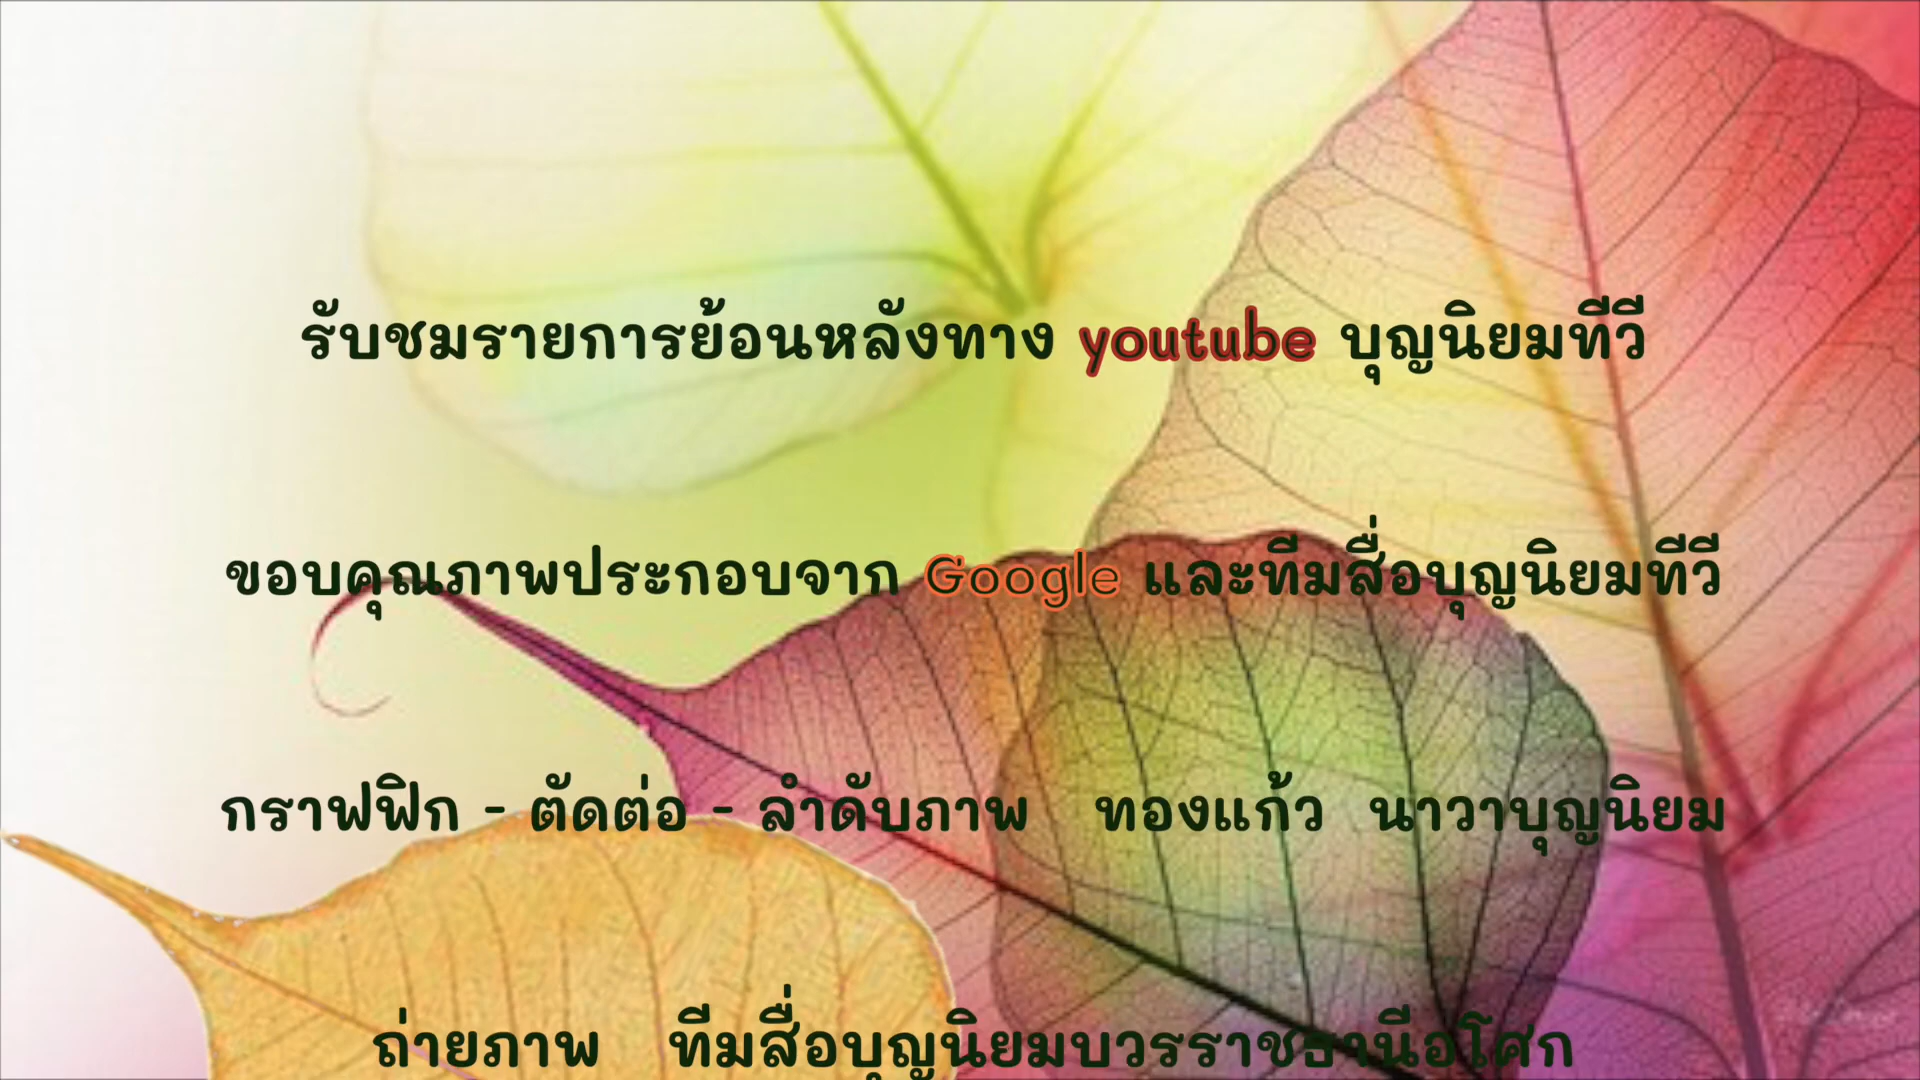 รับชมรายการย้อนหลังทาง youtube บุญนิยมทีวี
ขอบคุณภาพประกอบจาก Google และทีมสื่อบุญนิยมทีวี
กราฟฟิก - ตัดต่อ - ลำดับภาพ ทองแก้ว นาวาบุญนิยม
ถ่ายภาพ ทีมสื่อบุญนิยมบวรราชธานีอโศก